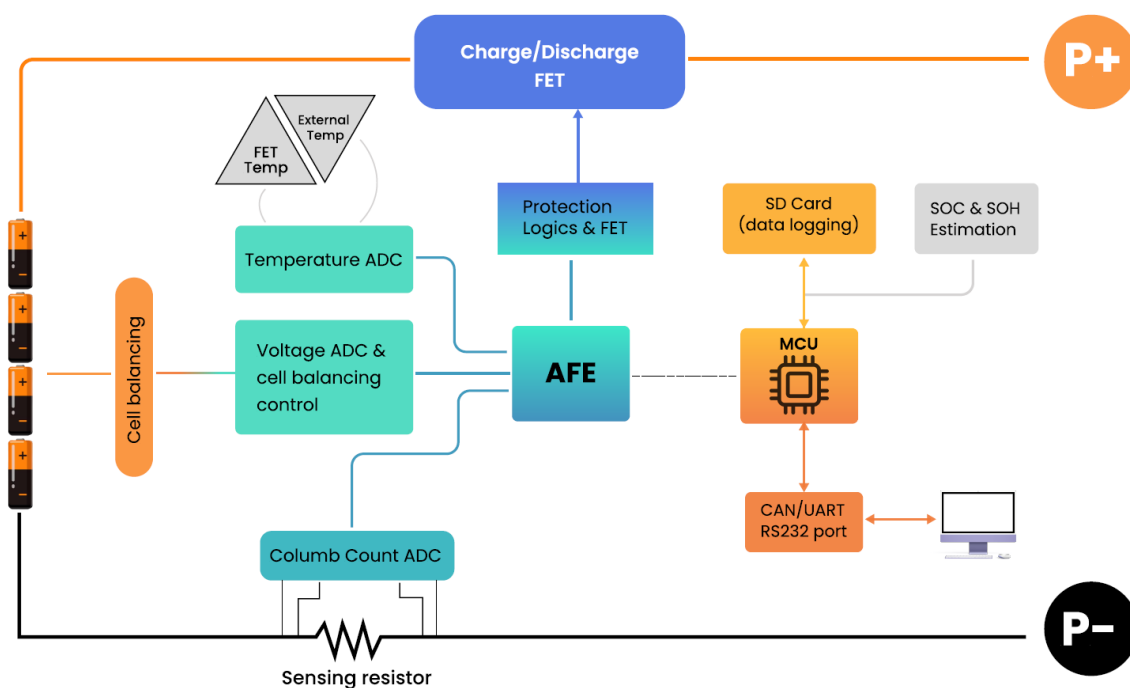 Charge/Discharge
FET
P+
External
Temp
FET
Temp
Protection
Logics & FET
SD Card
(data logging)
SOC & SOH
Estimation
Temperature ADC
Cell balancing
Voltage ADC &
cell balancing
control
AFE
MCU
CAN/UART
RS232 port
Columb Count ADC
P-
Sensing resistor
+
-
+
-
+
-
+
-